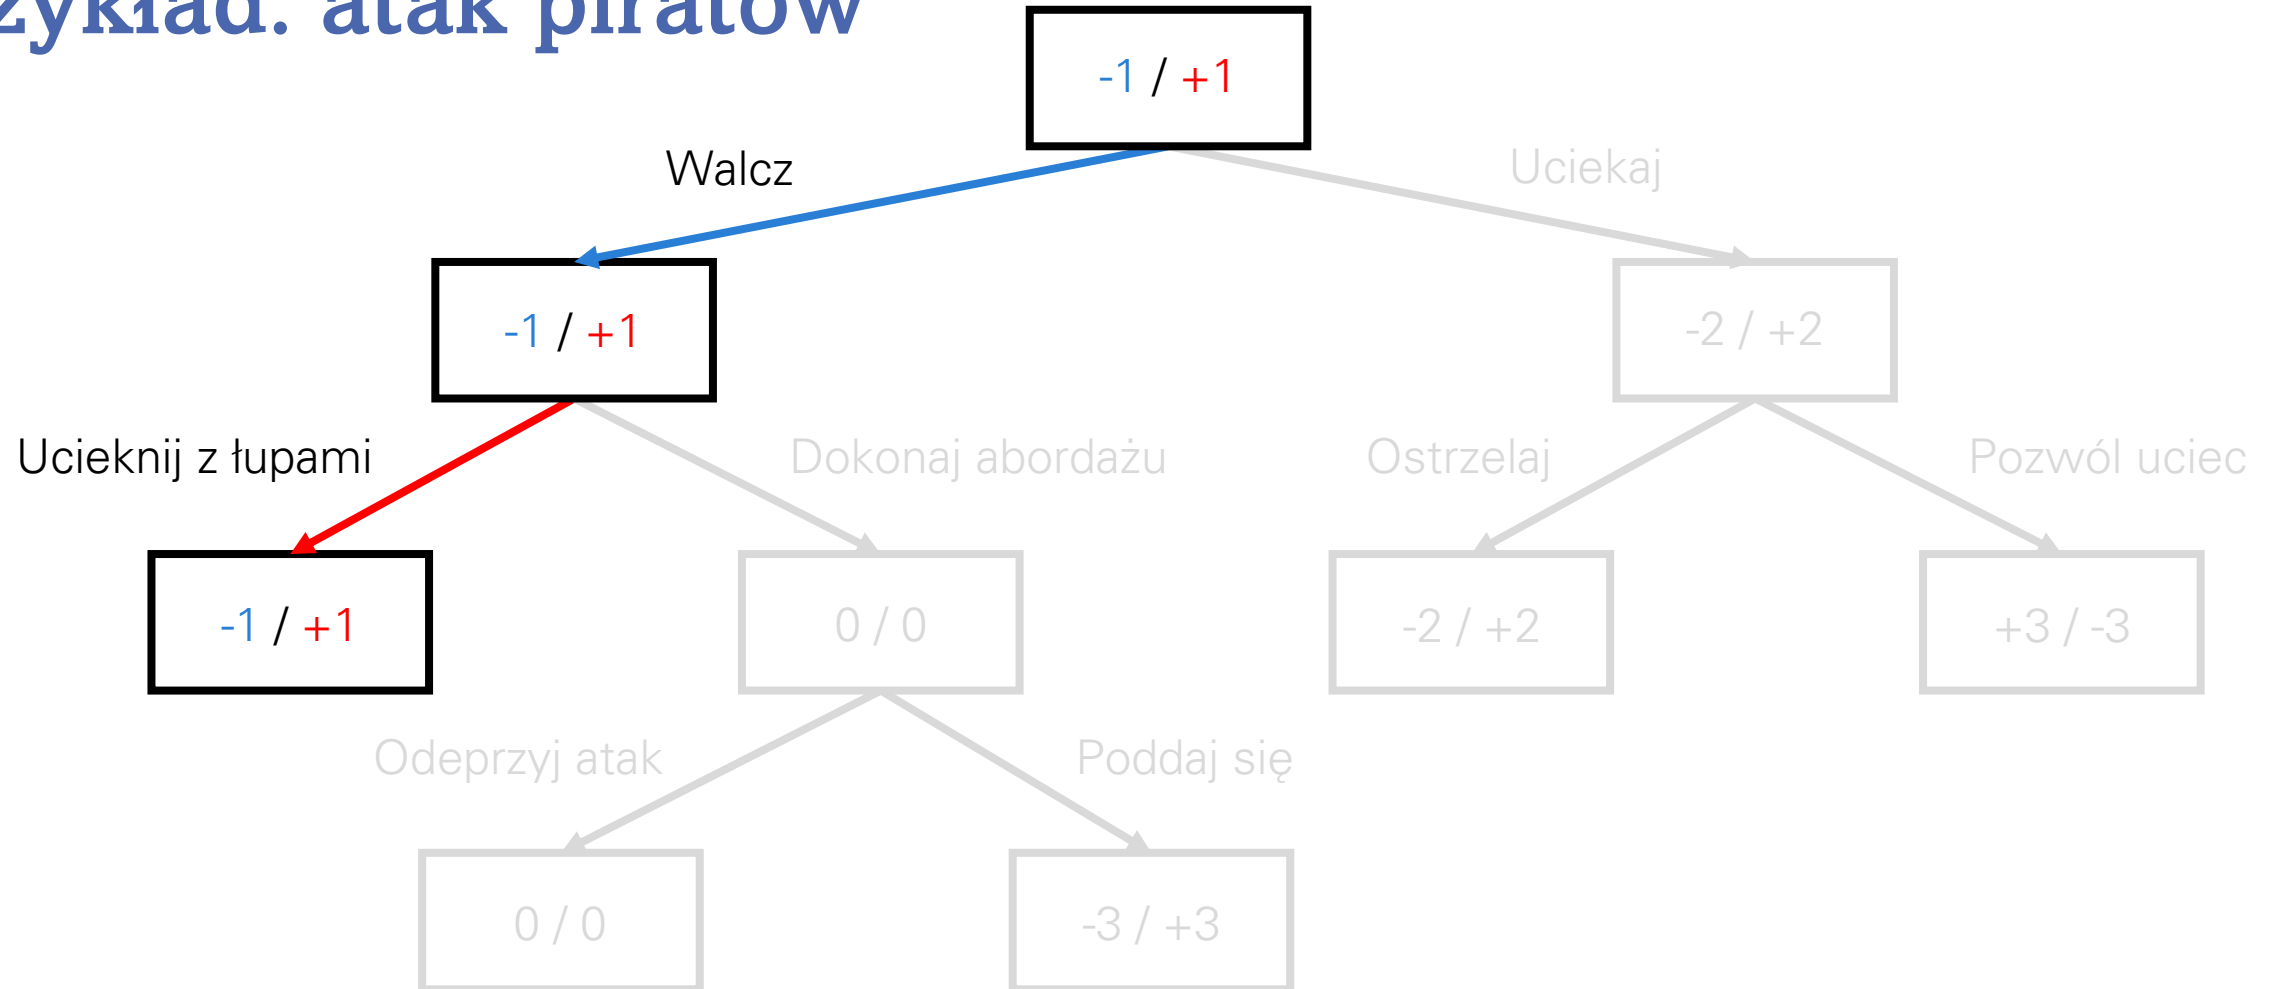 zykład: atak piratów
-1 / +1
Walcz
Uciekaj
-1 / +1
-2 / +2
Ucieknij z łupami
Dokonaj abordażu
Ostrzelaj
Pozwól uciec
-1 / +1
0 / 0
-2 / +2
+3 / -3
Odeprzyj atak
Poddaj się
0 / 0
-3 / +3